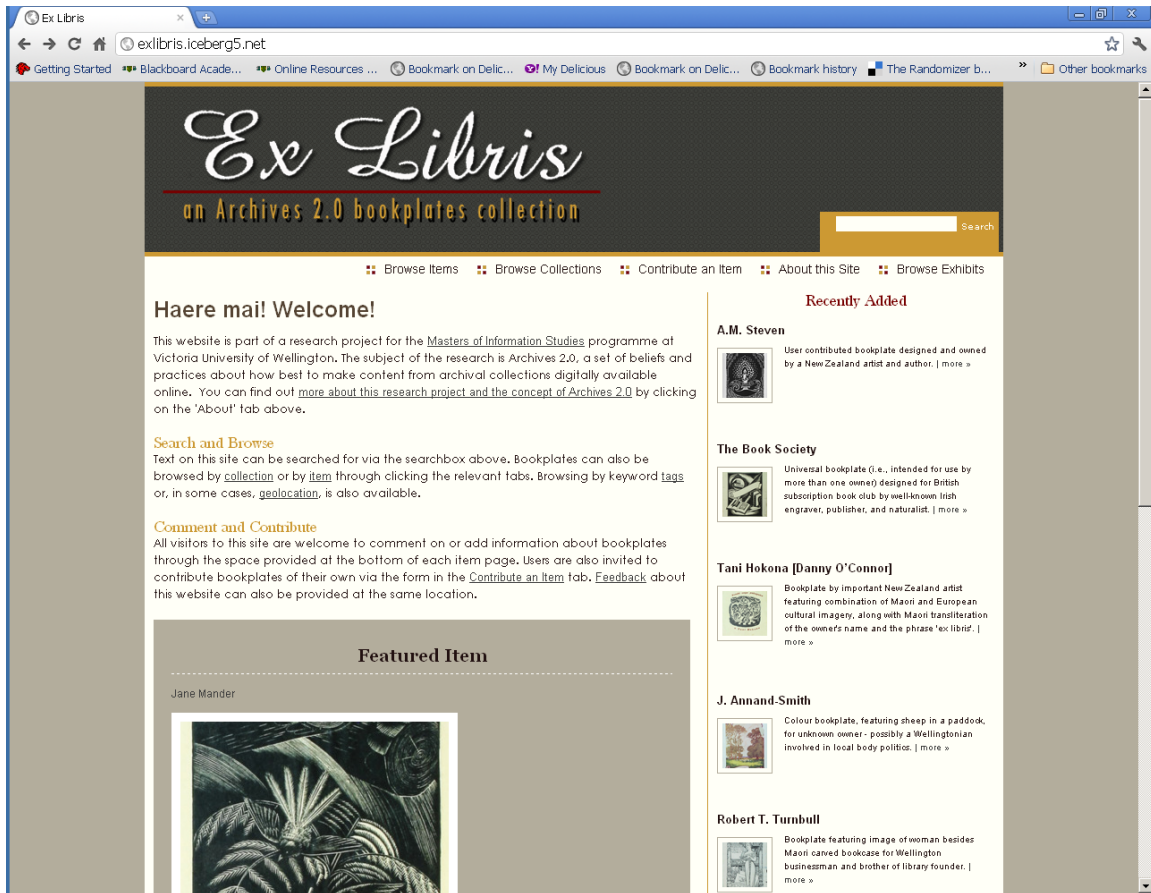 Ex Libris
exlibris.iceberg5.net
Getting Started
Blackboard Acade...
Online Resources ...
Bookmark on Delic...
My Delicious
Bookmark on Delic...
Bookmark history
The Randomizer b...
»
Other bookmarks
Ex Libris
an Archives 2.0 bookplates collection
Search
Browse Items
Browse Collections
Contribute an Item
About this Site
Browse Exhibits
Haere mai! Welcome!
This website is part of a research project for the Masters of Information Studies programme at
Victoria University of Wellington. The subject of the research is Archives 2.0, a set of beliefs and
practices about how best to make content from archival collections digitally available
online.  You can find out more about this research project and the concept of Archives 2.0 by clicking
on the 'About' tab above.
Search and Browse
Text on this site can be searched for via the searchbox above. Bookplates can also be
browsed by collection or by item through clicking the relevant tabs. Browsing by keyword tags
or, in some cases, geolocation, is also available.
Comment and Contribute
All visitors to this site are welcome to comment on or add information about bookplates
through the space provided at the bottom of each item page. Users are also invited to
contribute bookplates of their own via the form in the Contribute an Item tab. Feedback about
this website can also be provided at the same location.
Featured Item
Jane Mander
Recently Added
A.M. Steven
User contributed bookplate designed and owned
by a New Zealand artist and author. | more »
The Book Society
Universal bookplate (i.e., intended for use by
more than one owner) designed for British
subscription book club by well-known Irish
engraver, publisher, and naturalist. | more »
Tani Hokona [Danny O'Connor]
Bookplate by important New Zealand artist
featuring combination of Maori and European
cultural imagery, along with Maori transliteration
of the owner's name and the phrase 'ex libris'. |
more »
J. Annand-Smith
Colour bookplate, featuring sheep in a paddock,
for unknown owner - possibly a Wellingtonian
involved in local body politics. | more »
Robert T. Turnbull
Bookplate featuring image of woman besides
Maori carved bookcase for Wellington
businessman and brother of library founder. |
more »